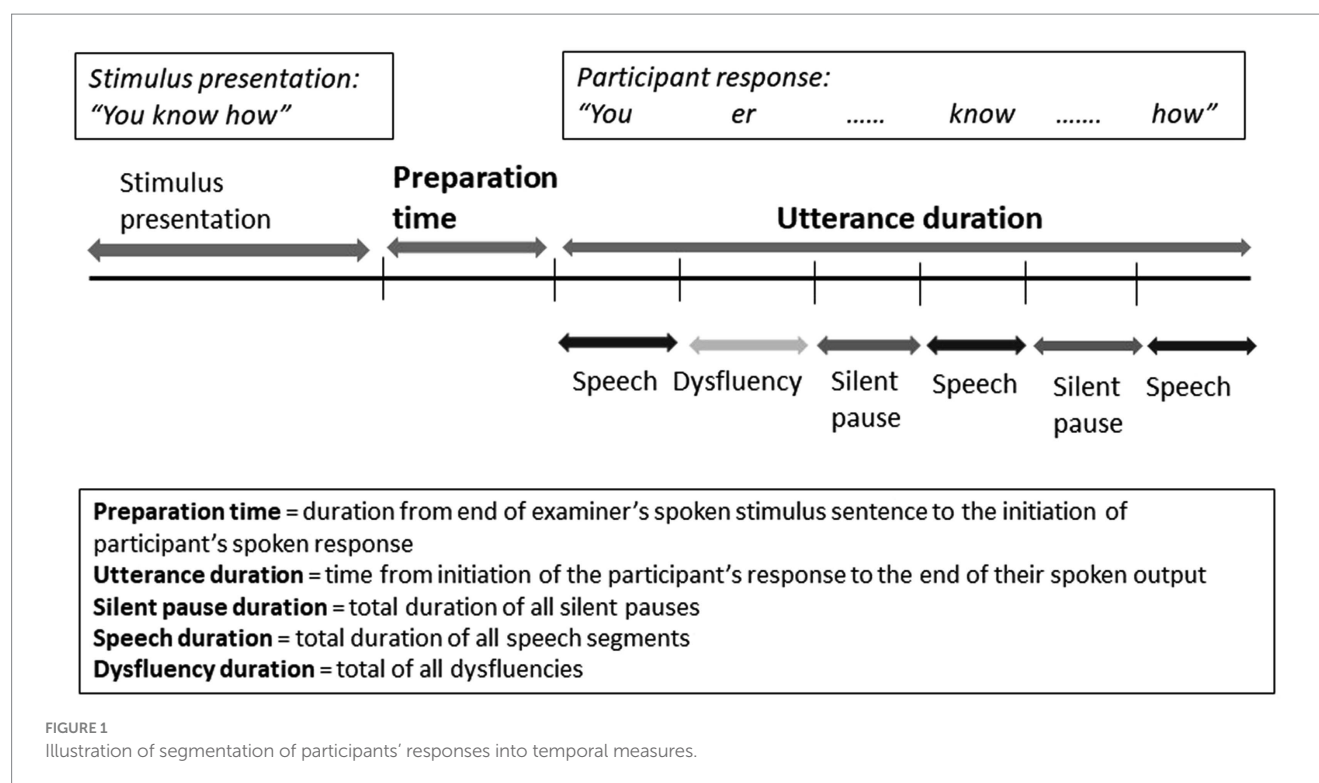 Stimulus presentation:
“You know how”
Participant response:
“You er ...... know ....... how”
Stimulus
presentation
Preparation
time
Utterance duration
Speech
Dysfluency
Silent
pause
Speech
Silent
pause
Speech
Preparation time = duration from end of examiner’s spoken stimulus sentence to the initiation of
participant’s spoken response
Utterance duration = time from initiation of the participant’s response to the end of their spoken output
Silent pause duration = total duration of all silent pauses
Speech duration = total duration of all speech segments
Dysfluency duration = total of all dysfluencies
FIGURE 1
Illustration of segmentation of participants’ responses into temporal measures.